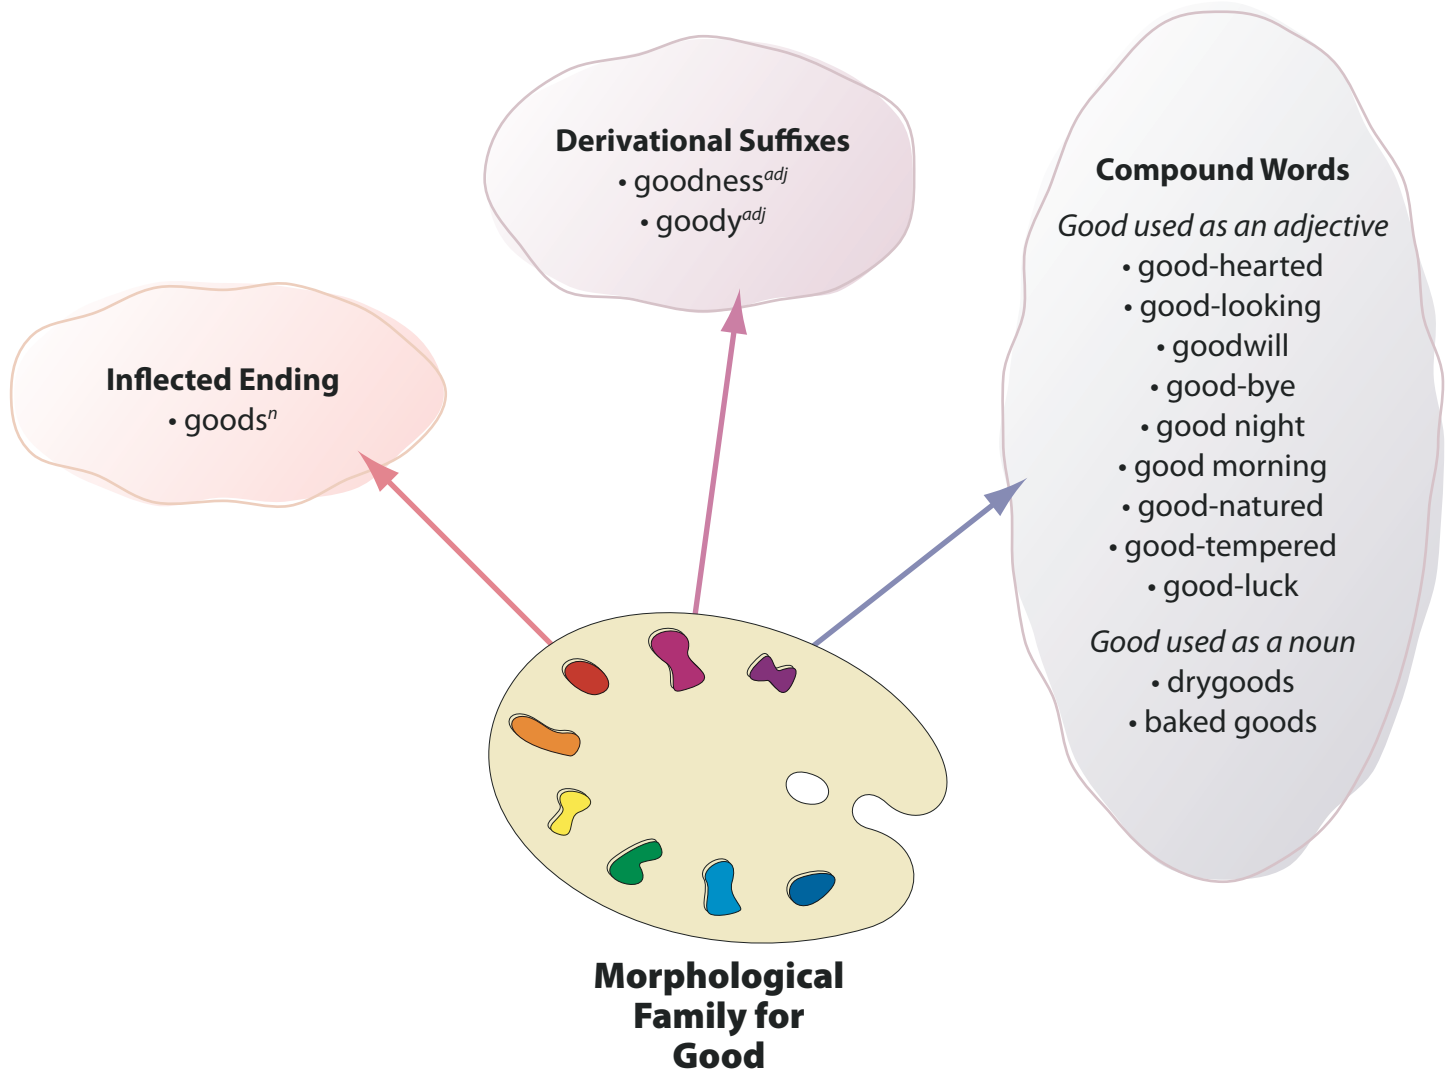 Derivational Suffixes
• goodnessadj
• goodyadj
Compound Words
Good used as an adjective
• good-hearted
• good-looking
• goodwill
• good-bye
• good night
• good morning
• good-natured
• good-tempered
• good-luck
Good used as a noun
• drygoods
• baked goods
Inflected Ending
• goodsn
Morphological
Family for
Good